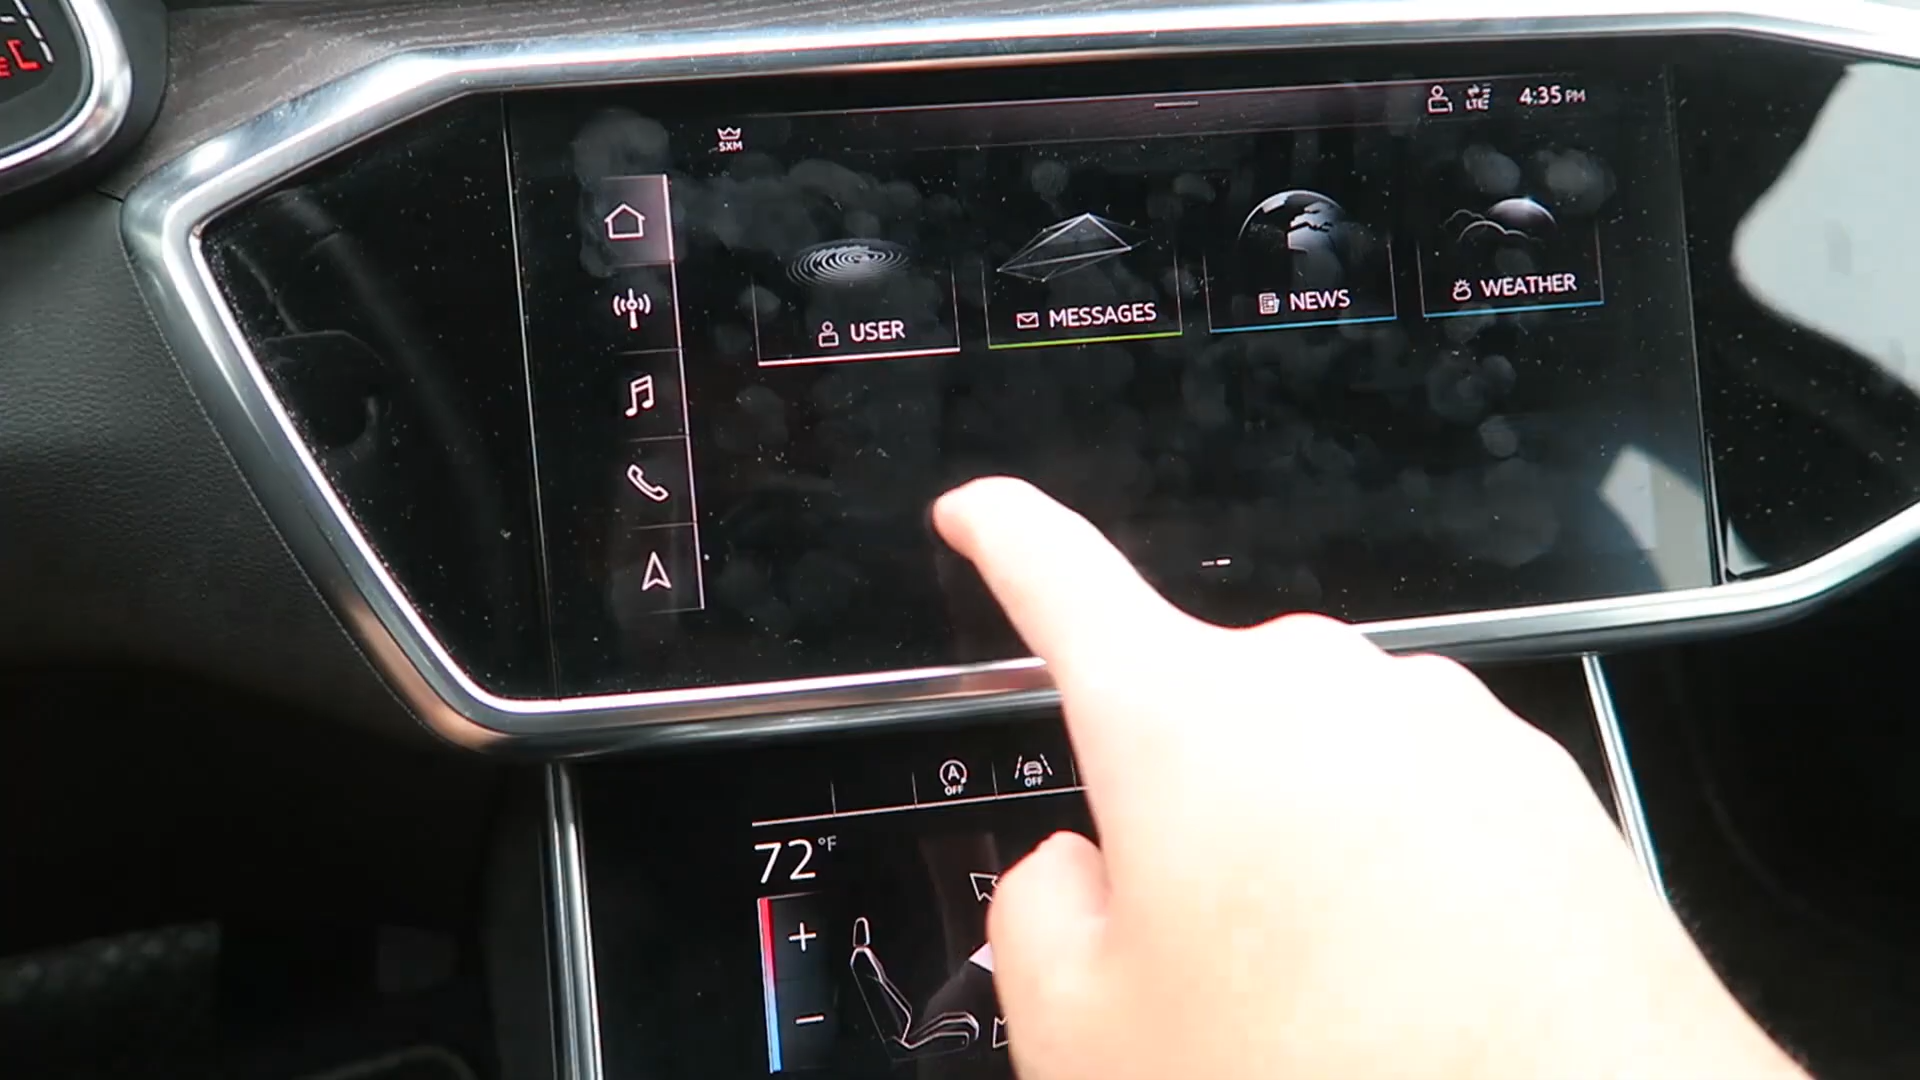 4:35 PM
LTE
SXM
USER
MESSAGES
NEWS
WEATHER
A
OFF
OFF
72 °F